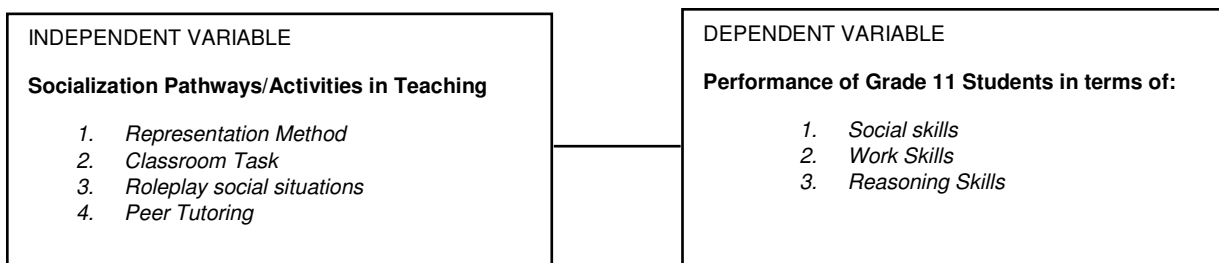 INDEPENDENT VARIABLE
Socialization Pathways/Activities in Teaching
1. Representation Method
2. Classroom Task
3. Roleplay social situations
4. Peer Tutoring
DEPENDENT VARIABLE
Performance of Grade 11 Students in terms of:
1. Social skills
2. Work Skills
3. Reasoning Skills